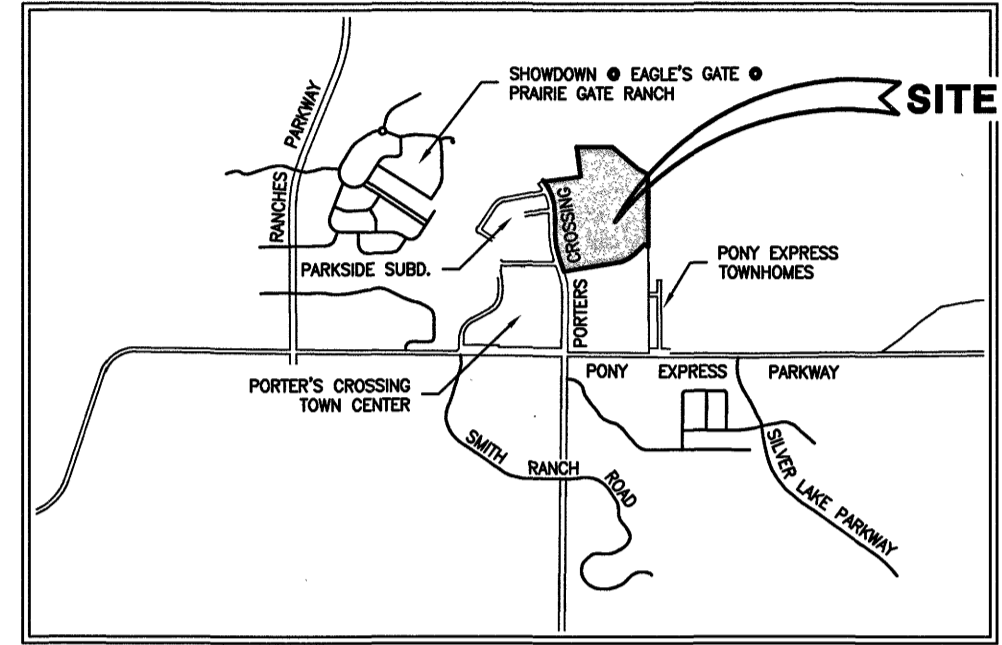 SHOWDOWN @ EAGLE'S GATE @
PRAIRIE GATE RANCH
SITE
RANCHES PARKWAY
PARKSIDE SUBD.
PORTERS CROSSING
PONY EXPRESS
TOWNHOMES
PORTER'S CROSSING
TOWN CENTER
PONY EXPRESS PARKWAY
SMITH RANCH ROAD
SILVER LAKE PARKWAY